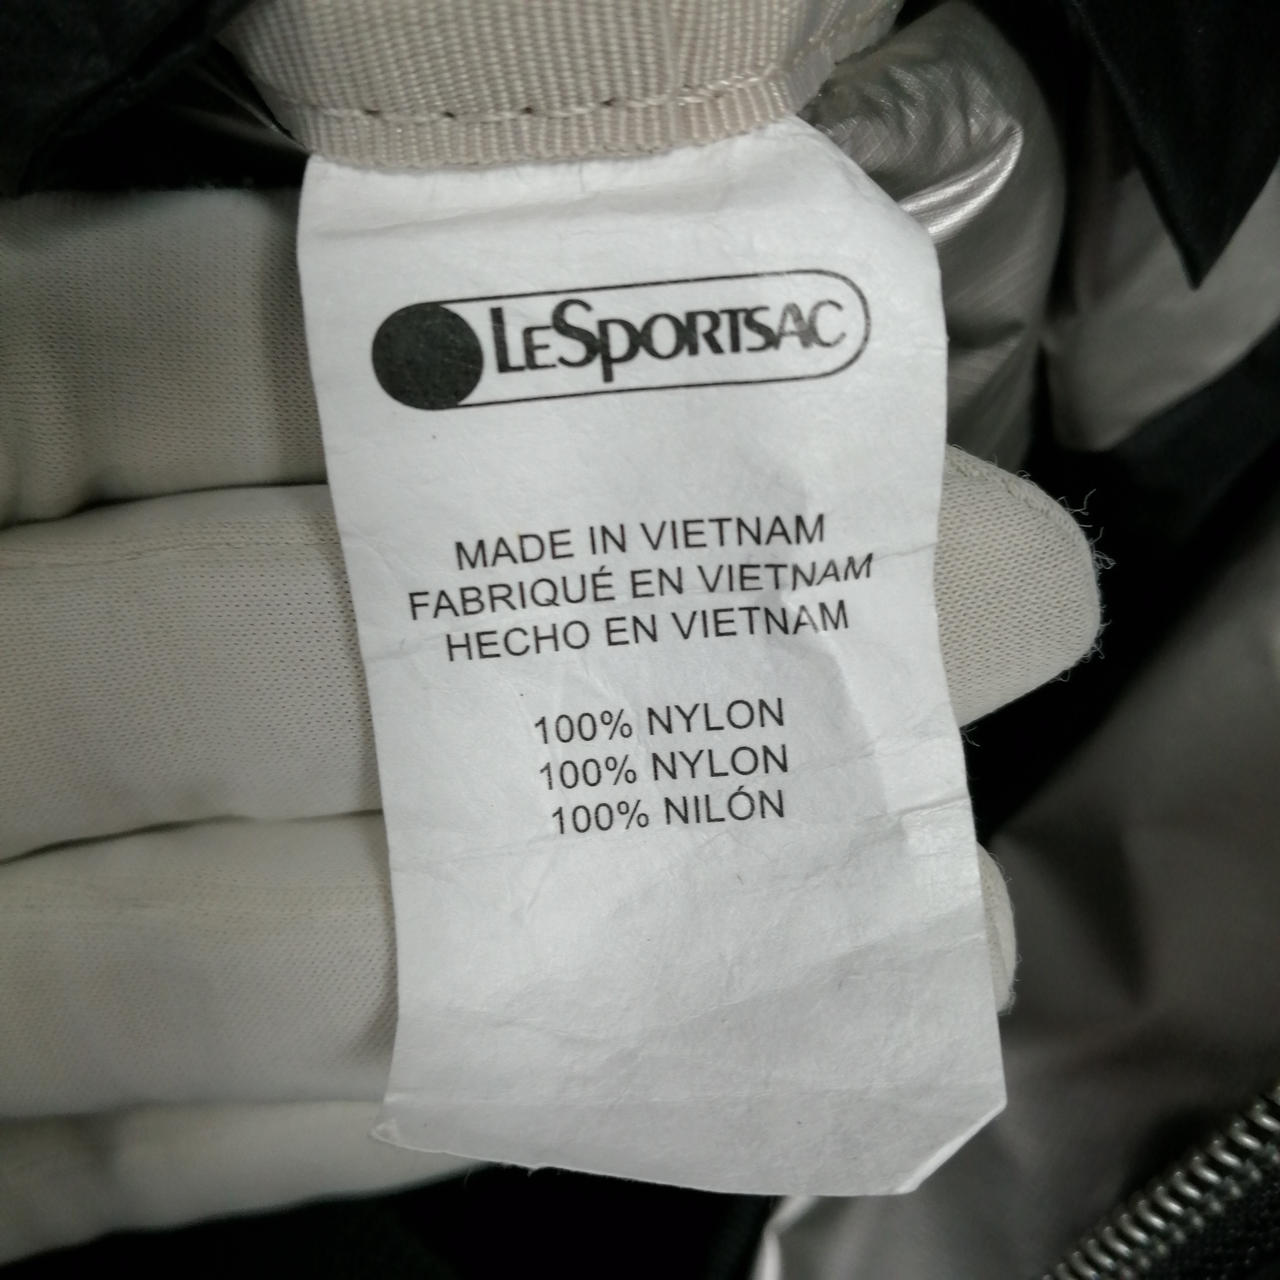 LESPORTSAC
MADE IN VIETNAM
FABRIQUÉ EN VIETNAM
HECHO EN VIETNAM
100% NYLON
100% NYLON
100% NILÓN